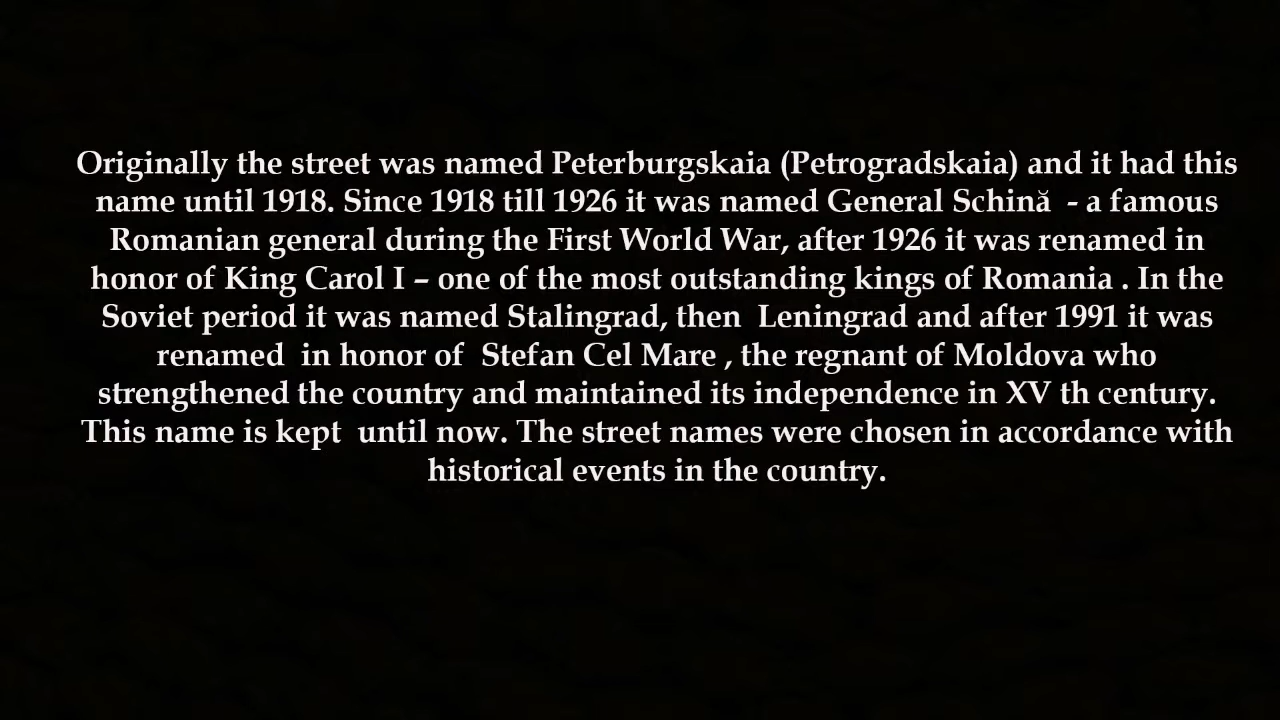 Originally the street was named Peterburgskaia (Petrogradskaia) and it had this
name until 1918. Since 1918 till 1926 it was named General Schină  - a famous
Romanian general during the First World War, after 1926 it was renamed in
honor of King Carol I – one of the most outstanding kings of Romania . In the
Soviet period it was named Stalingrad, then  Leningrad and after 1991 it was
renamed  in honor of  Stefan Cel Mare , the regnant of Moldova who
strengthened the country and maintained its independence in XV th century.
This name is kept  until now. The street names were chosen in accordance with
historical events in the country.